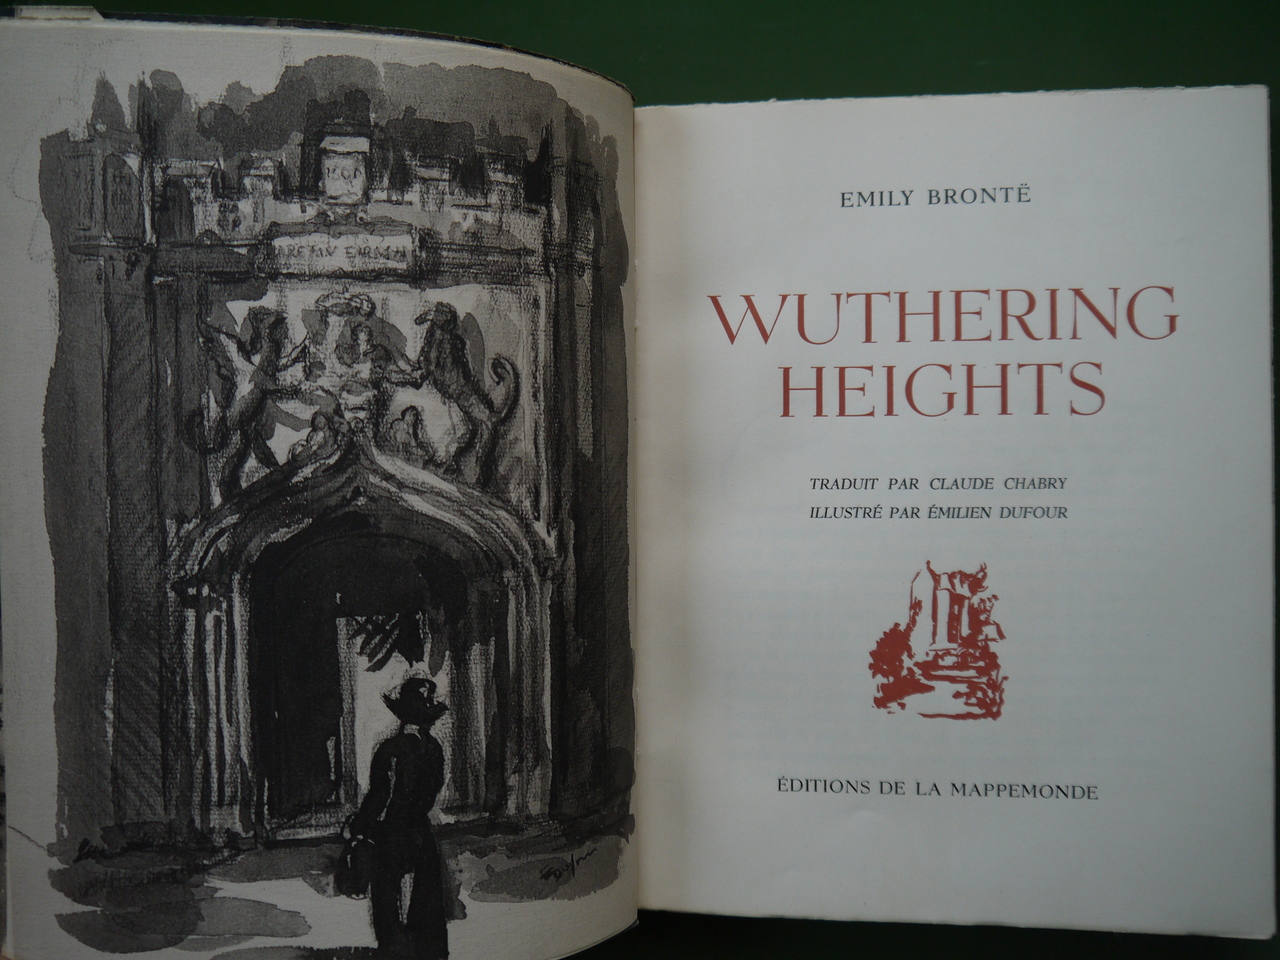 EMILY BRONTË
WUTHERING
HEIGHTS
TRADUIT PAR CLAUDE CHABRY
ILLUSTRÉ PAR ÉMILIEN DUFOUR
ÉDITIONS DE LA MAPPEMONDE